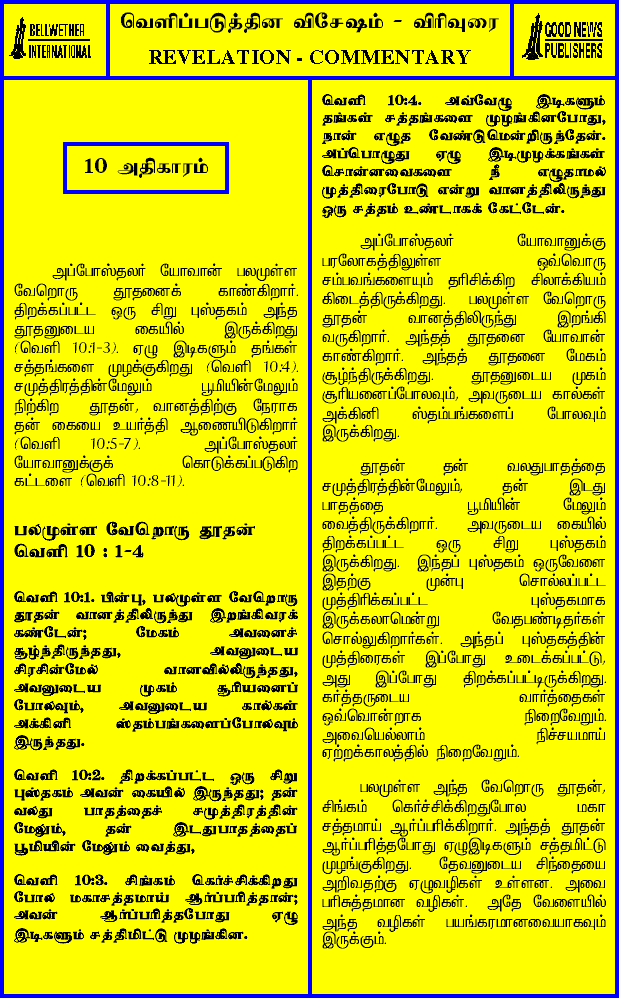 BELLWETHER
INTERNATIONAL
வெளிப்படுத்தின விசேஷம் - விரிவுரை
REVELATION - COMMENTARY
GOOD NEWS
PUBLISHERS
10 அதிகாரம்
அப்போஸ்தலர் யோவான் பலமுள்ள
வேறொரு தூதனைக் காண்கிறார்.
திறக்கப்பட்ட ஒரு சிறு புஸ்தகம் அந்த
தூதனுடைய கையில் இருக்கிறது
(வெளி 10:1-3). ஏழு இடிகளும் தங்கள்
சத்தங்களை முழக்குகிறது (வெளி 10:4).
சமுத்திரத்தின்மேலும் பூமியின்மேலும்
நிற்கிற தூதன், வானத்திற்கு நேராக
தன் கையை உயர்த்தி ஆணையிடுகிறார்
(வெளி 10:5-7). அப்போஸ்தலர்
யோவானுக்குக் கொடுக்கப்படுகிற
கட்டளை (வெளி 10:8-11).
பலமுள்ள வேறொரு தூதன்
வெளி 10 : 1-4
வெளி 10:1. பின்பு, பலமுள்ள வேறொரு
தூதன் வானத்திலிருந்து இறங்கிவரக்
கண்டேன்; மேகம் அவனைச்
சூழ்ந்திருந்தது, அவனுடைய
சிரசின்மேல் வானவில்லிருந்தது,
அவனுடைய முகம் சூரியனைப்
போலவும், அவனுடைய கால்கள்
அக்கினி ஸ்தம்பங்களைப்போலவும்
இருந்தது.
வெளி 10:2. திறக்கப்பட்ட ஒரு சிறு
புஸ்தகம் அவன் கையில் இருந்தது; தன்
வலது பாதத்தைச் சமுத்திரத்தின்
மேலும், தன் இடதுபாதத்தைப்
பூமியின் மேலும் வைத்து,
வெளி 10:3. சிங்கம் கெர்ச்சிக்கிறது
போல் மகாசத்தமாய் ஆர்ப்பரித்தான்;
அவன் ஆர்ப்பரித்தபோது ஏழு
இடிகளும் சத்திமிட்டு முழங்கின.
வெளி 10:4. அவ்வேழு இடிகளும்
தங்கள் சத்தங்களை முழங்கினபோது,
நான் எழுத வேண்டுமென்றிருந்தேன்.
அப்பொழுது ஏழு இடிமுழக்கங்கள்
சொன்னவைகளை நீ எழுதாமல்
முத்திரைபோடு என்று வானத்திலிருந்து
ஒரு சத்தம் உண்டாகக் கேட்டேன்.
அப்போஸ்தலர் யோவானுக்கு
பரலோகத்திலுள்ள ஒவ்வொரு
சம்பவங்களையும் தரிசிக்கிற சிலாக்கியம்
கிடைத்திருக்கிறது. பலமுள்ள வேறொரு
தூதன் வானத்திலிருந்து இறங்கி
வருகிறார். அந்தத் தூதனை யோவான்
காண்கிறார். அந்தத் தூதனை மேகம்
சூழ்ந்திருக்கிறது. தூதனுடைய முகம்
சூரியனைப்போலவும், அவருடைய கால்கள்
அக்கினி ஸ்தம்பங்களைப் போலவும்
இருக்கிறது.
தூதன் தன் வலதுபாதத்தை
சமுத்திரத்தின்மேலும், தன் இடது
பாதத்தை பூமியின் மேலும்
வைத்திருக்கிறார். அவருடைய கையில்
திறக்கப்பட்ட ஒரு சிறு புஸ்தகம்
இருக்கிறது. இந்தப் புஸ்தகம் ஒருவேளை
இதற்கு முன்பு சொல்லப்பட்ட
முத்திரிக்கப்பட்ட புஸ்தகமாக
இருக்கலாமென்று வேதபண்டிதர்கள்
சொல்லுகிறார்கள். அந்தப் புஸ்தகத்தின்
முத்திரைகள் இப்போது உடைக்கப்பட்டு,
அது இப்போது திறக்கப்பட்டிருக்கிறது.
கர்த்தருடைய வார்த்தைகள்
ஒவ்வொன்றாக நிறைவேறும்.
அவையெல்லாம் நிச்சயமாய்
ஏற்றக்காலத்தில் நிறைவேறும்.
பலமுள்ள அந்த வேறொரு தூதன்,
சிங்கம் கெர்ச்சிக்கிறதுபோல மகா
சத்தமாய் ஆர்ப்பரிக்கிறார். அந்தத் தூதன்
ஆர்ப்பரித்தபோது ஏழுஇடிகளும் சத்தமிட்டு
முழங்குகிறது. தேவனுடைய சிந்தையை
அறிவதற்கு ஏழுவழிகள் உள்ளன. அவை
பரிசுத்தமான வழிகள். அதே வேளையில்
அந்த வழிகள் பயங்கரமானவையாகவும்
இருக்கும்.